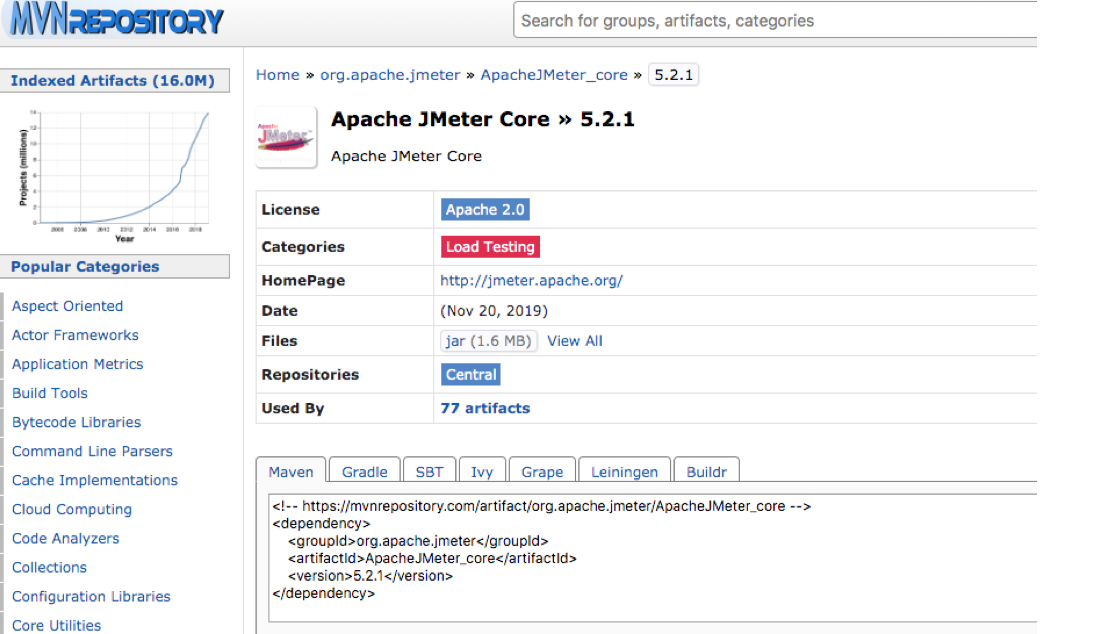 MVNREPOSITORY
Search for groups, artifacts, categories
Indexed Artifacts (16.0M)
Projects (millions)
Year
Popular Categories
Aspect Oriented
Actor Frameworks
Application Metrics
Build Tools
Bytecode Libraries
Command Line Parsers
Cache Implementations
Cloud Computing
Code Analyzers
Collections
Configuration Libraries
Core Utilities
Home » org.apache.jmeter » ApacheJMeter_core » 5.2.1
Apache JMeter
Apache JMeter Core » 5.2.1
Apache JMeter Core
License Apache 2.0
Categories Load Testing
HomePage http://jmeter.apache.org/
Date (Nov 20, 2019)
Files jar (1.6 MB) View All
Repositories Central
Used By 77 artifacts
Maven Gradle SBT Ivy Grape Leiningen Buildr
<!-- https://mvnrepository.com/artifact/org.apache.jmeter/ApacheJMeter_core -->
<dependency>
    <groupId>org.apache.jmeter</groupId>
    <artifactId>ApacheJMeter_core</artifactId>
    <version>5.2.1</version>
</dependency>